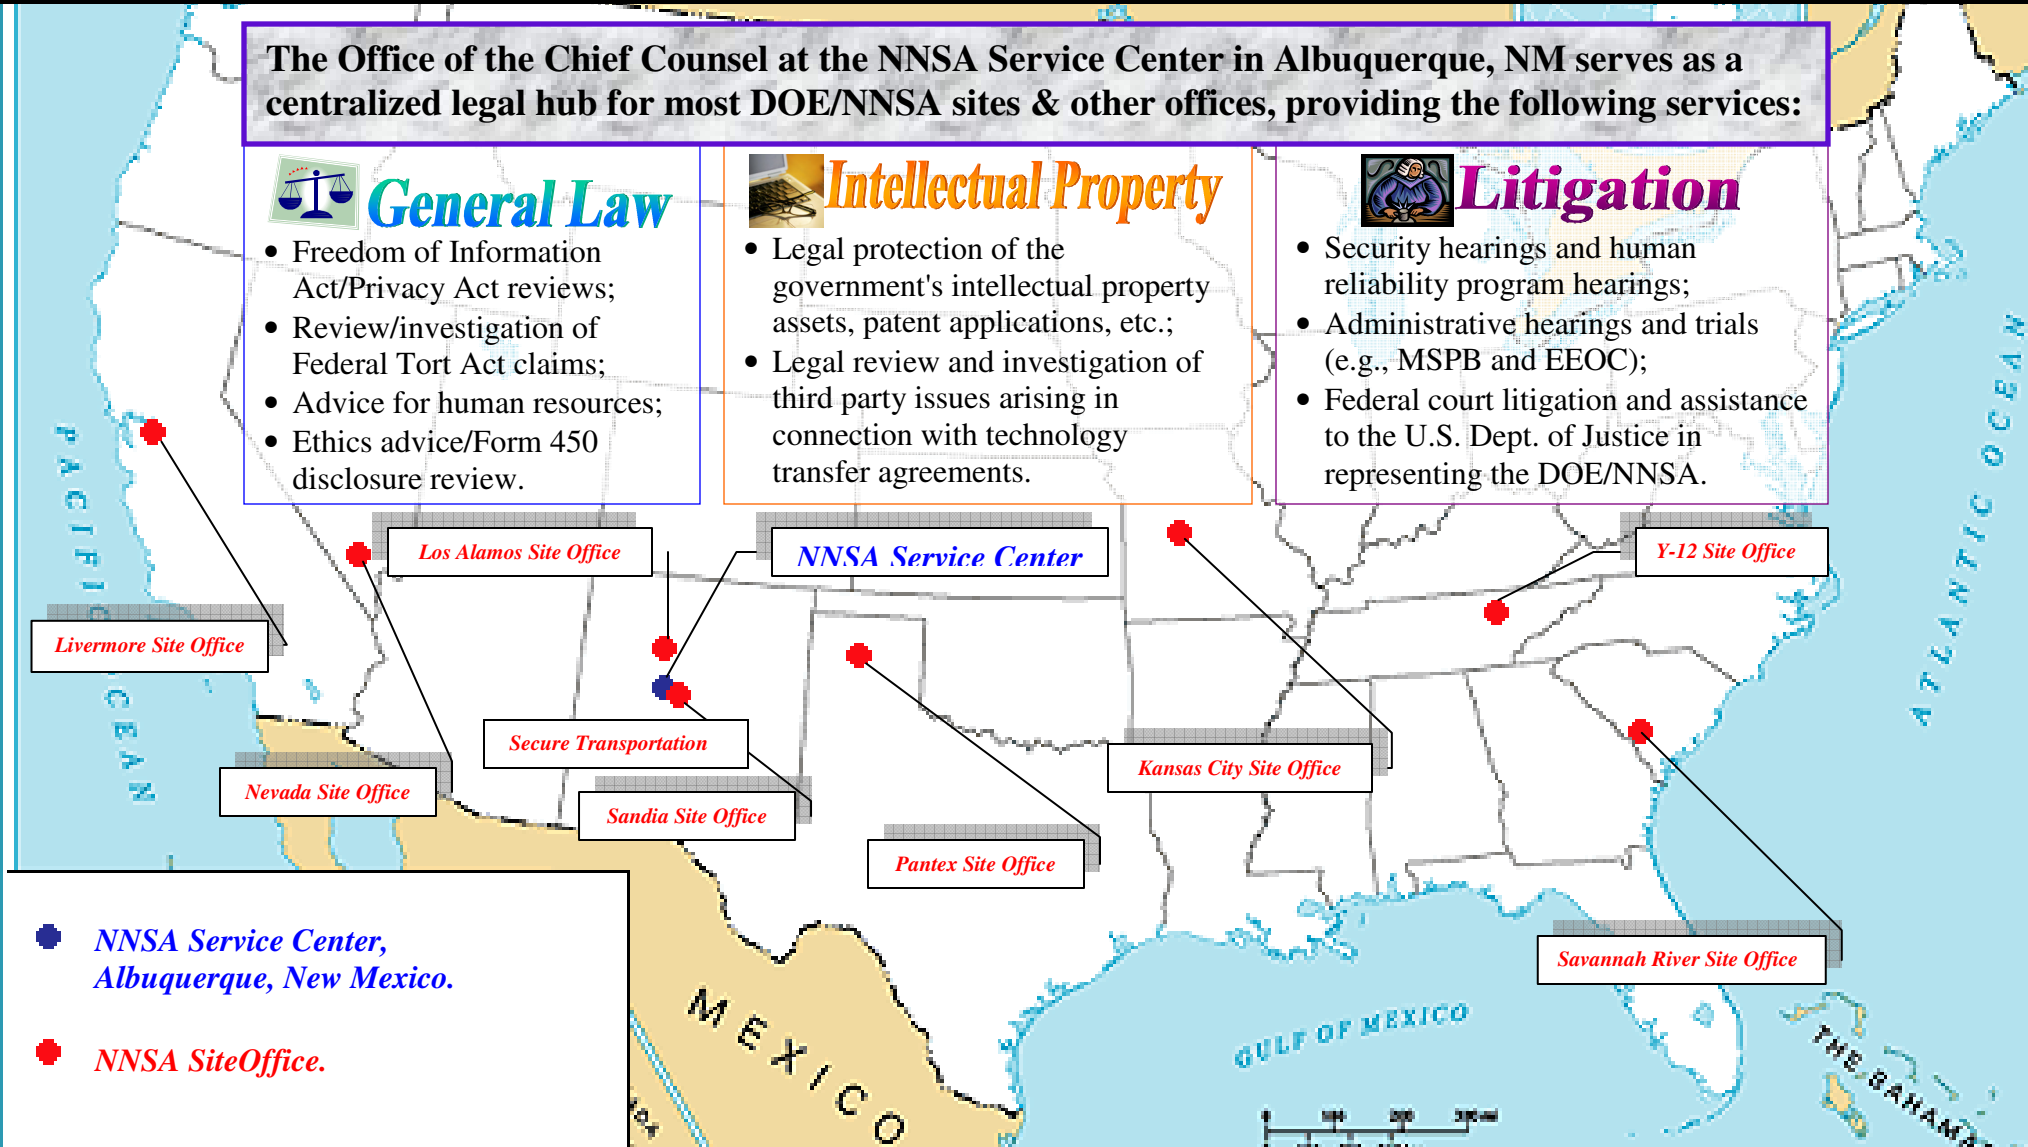 The Office of the Chief Counsel at the NNSA Service Center in Albuquerque, NM serves as a
centralized legal hub for most DOE/NNSA sites & other offices, providing the following services:
General Law
• Freedom of Information
Act/Privacy Act reviews;
• Review/investigation of
Federal Tort Act claims;
• Advice for human resources;
• Ethics advice/Form 450
disclosure review.
Intellectual Property
• Legal protection of the
government's intellectual property
assets, patent applications, etc.;
• Legal review and investigation of
third party issues arising in
connection with technology
transfer agreements.
Litigation
• Security hearings and human
reliability program hearings;
• Administrative hearings and trials
(e.g., MSPB and EEOC);
• Federal court litigation and assistance
to the U.S. Dept. of Justice in
representing the DOE/NNSA.
PACIFIC OCEAN
ATLANTIC OCEAN
Los Alamos Site Office
NNSA Service Center
Y-12 Site Office
Livermore Site Office
Secure Transportation
Nevada Site Office
Sandia Site Office
Kansas City Site Office
Pantex Site Office
Savannah River Site Office
NNSA Service Center,
Albuquerque, New Mexico.
NNSA SiteOffice.
MEXICO
GULF OF MEXICO
THE BAHAMAS
0 100 200 300 mi